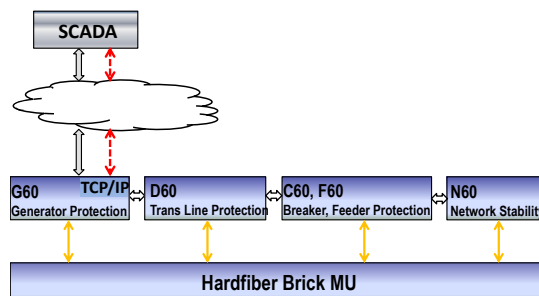 SCADA
TCP/IP
G60
Generator Protection
D60
Trans Line Protection
C60, F60
Breaker, Feeder Protection
N60
Network Stability
Hardfiber Brick MU